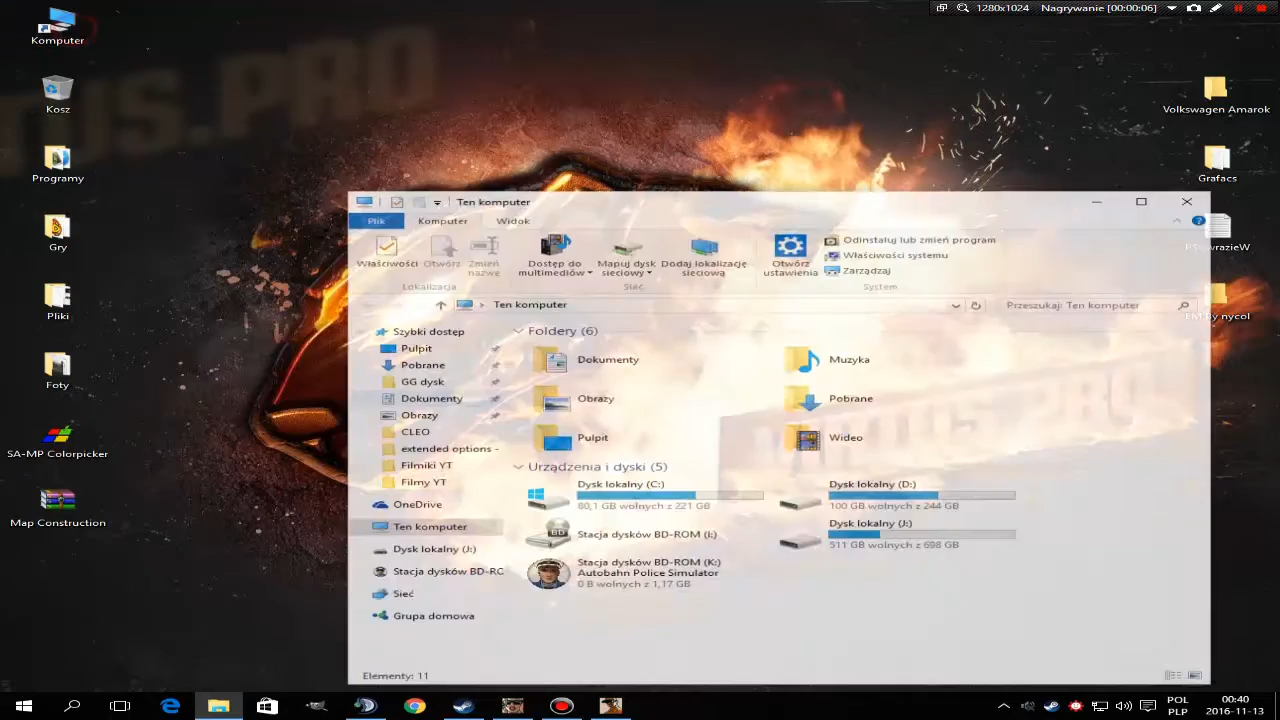 1280x1024 Nagrywanie [00:00:06]
Komputer
Kosz
Programy
Gry
Pliki
Foty
SA-MP Colorpicker
Map Construction
TUS.PRO
Volkswagen Amarok
Grafacs
EM By nycol
Ten komputer
Plik Komputer Widok
Właściwości
Otwórz
Zmień
nazwę
Dostęp do
multimediów
Mapuj dysk
sieciowy
Dodaj lokalizację
sieciową
Otwórz
ustawienia
Odinstaluj lub zmień program
Właściwości systemu
Zarządzaj
Lokalizacja Sieć System
Ten komputer
Przeszukaj: Ten komputer
Szybki dostęp
Pulpit
Pobrane
GG dysk
Dokumenty
Obrazy
CLEO
extended options -
Filmiki YT
Filmy YT
OneDrive
Ten komputer
Dysk lokalny (J:)
Stacja dysków BD-RC
Sieć
Grupa domowa
Foldery (6)
Dokumenty
Muzyka
Obrazy
Pobrane
Pulpit
Wideo
Urządzenia i dyski (5)
Dysk lokalny (C:)
80,1 GB wolnych z 221 GB
Dysk lokalny (D:)
100 GB wolnych z 244 GB
Stacja dysków BD-ROM (I:)
Dysk lokalny (J:)
511 GB wolnych z 698 GB
BD
Stacja dysków BD-ROM (K:)
Autobahn Police Simulator
0 B wolnych z 1,17 GB
Elementy: 11
POL
PLP
00:40
2016-11-13